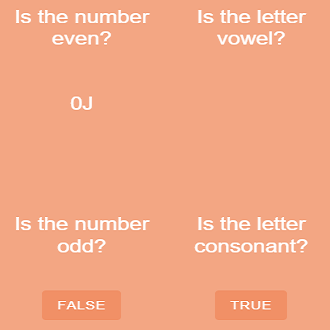 Is the number
even?
Is the letter
vowel?
0J
Is the number
odd?
Is the letter
consonant?
FALSE
TRUE